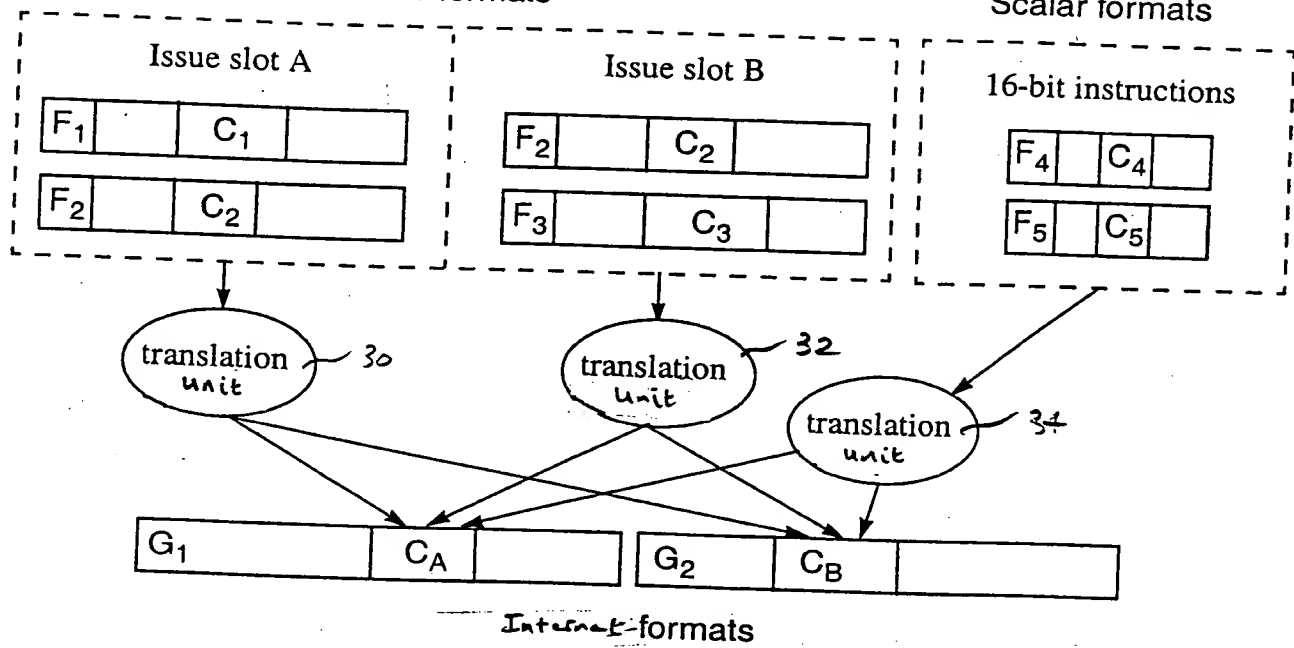 formats
Scalar formats
Issue slot A
Issue slot B
16-bit instructions
F1 C1
F2 C2
F2 C2
F3 C3
F4 C4
F5 C5
translation
unit
30
translation
unit
32
translation
unit
34
G1 CA
G2 CB
formats